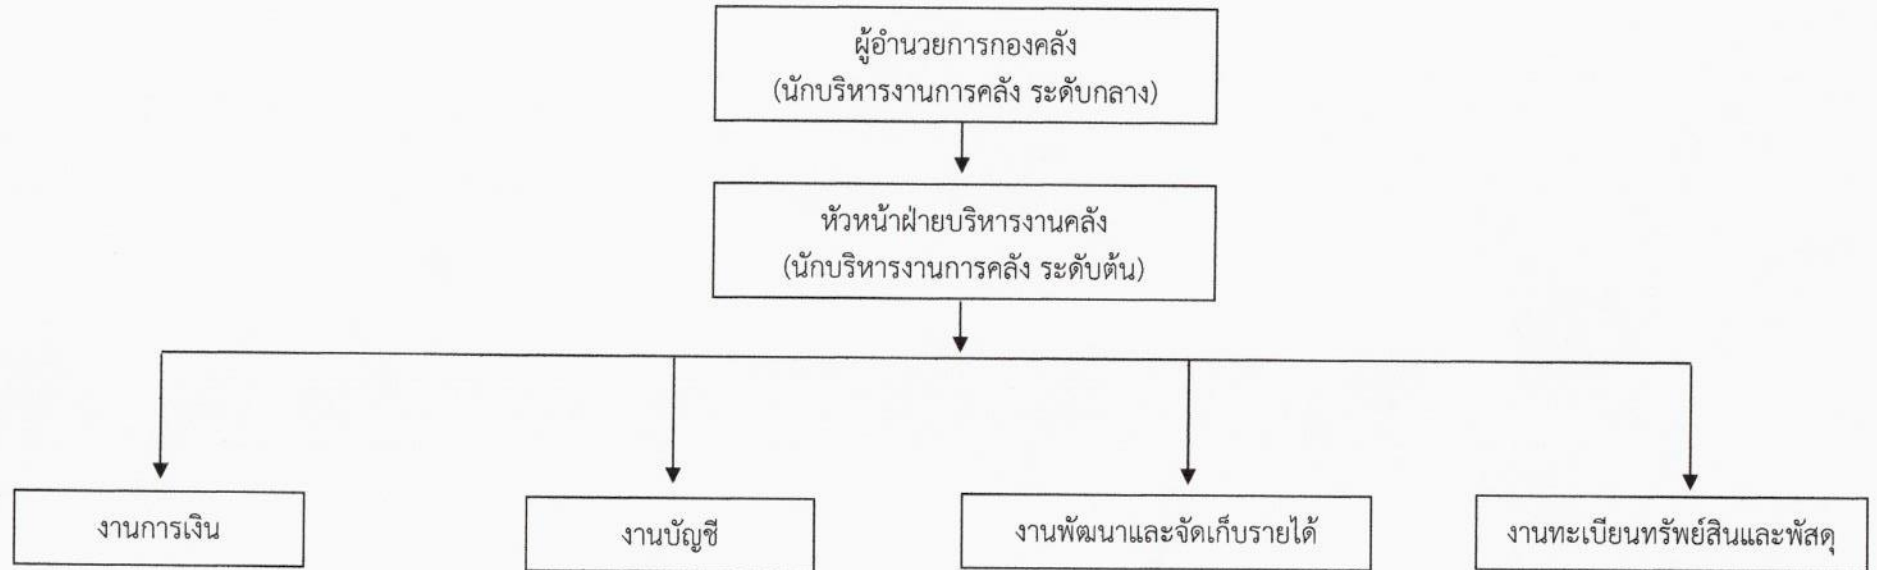 ผู้อำนวยการกองคลัง
(นักบริหารงานการคลัง ระดับกลาง)
หัวหน้าฝ่ายบริหารงานคลัง
(นักบริหารงานการคลัง ระดับต้น)
งานการเงิน
งานบัญชี
งานพัฒนาและจัดเก็บรายได้
งานทะเบียนทรัพย์สินและพัสดุ